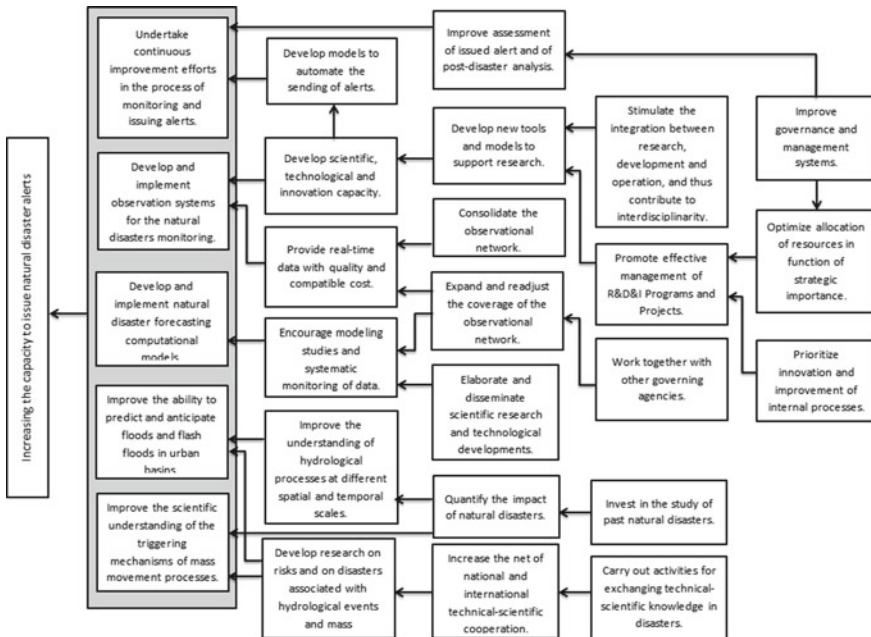 Increasing the capacity to issue natural disaster alerts
Undertake
continuous
improvement efforts
in the process of
monitoring and
issuing alerts.
Develop and
implement
observation systems
for the natural
disasters monitoring.
Develop and
implement natural
disaster forecasting
computational
models
Improve the ability to
predict and anticipate
floods and flash
floods in urban
basins
Improve the scientific
understanding of the
triggering
mechanisms of mass
movement processes.
Develop models to
automate the
sending of alerts.
Develop scientific,
technological and
innovation capacity.
Provide real-time
data with quality and
compatible cost.
Encourage modeling
studies and
systematic
monitoring of data.
Improve the
understanding of
hydrological
processes at different
spatial and temporal
scales.
Develop research on
risks and on disasters
associated with
hydrological events
and mass
Improve assessment
of issued alert and of
post-disaster analysis.
Develop new tools
and models to
support research.
Consolidate the
observational
network.
Expand and readjust
the coverage of the
observational
network.
Elaborate and
disseminate
scientific research
and technological
developments.
Quantify the impact
of natural disasters.
Increase the net of
national and
international
technical-scientific
cooperation.
Stimulate the
integration between
research,
development and
operation, and thus
contribute to
interdisciplinarity.
Promote effective
management of
R&D&I Programs and
Projects.
Work together with
other governing
agencies.
Invest in the study of
past natural disasters.
Carry out activities for
exchanging technical-
scientific knowledge in
disasters.
Improve
governance and
management
systems.
Optimize allocation
of resources in
function of
strategic
importance.
Prioritize
innovation and
improvement of
internal processes.